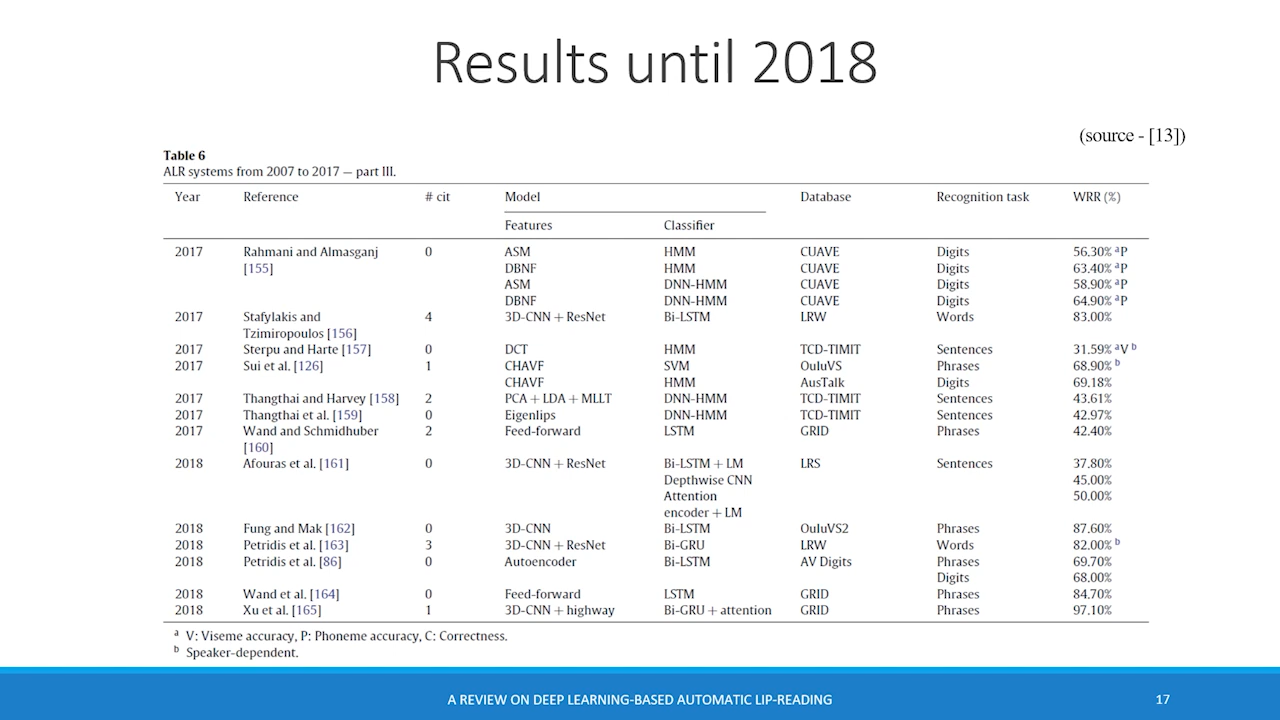 Results until 2018
(source - [13])
Table 6
ALR systems from 2007 to 2017 — part III.
Year Reference # cit Model Database Recognition task WRR (%)
Features Classifier
2017 Rahmani and Almasganj 0 ASM HMM CUAVE Digits 56.30% a P
[155] DBNF HMM CUAVE Digits 63.40% a P
ASM DNN-HMM CUAVE Digits 58.90% a P
DBNF DNN-HMM CUAVE Digits 64.90% a P
2017 Stafylakis and 4 3D-CNN + ResNet Bi-LSTM LRW Words 83.00%
Tzimiropoulos [156]
2017 Sterpu and Harte [157] 0 DCT HMM TCD-TIMIT Sentences 31.59% a V b
2017 Sui et al. [126] 1 CHAVF SVM OuluVS Phrases 68.90% b
CHAVF HMM AusTalk Digits 69.18%
2017 Thangthai and Harvey [158] 2 PCA + LDA + MLLT DNN-HMM TCD-TIMIT Sentences 43.61%
2017 Thangthai et al. [159] 0 Eigenlips DNN-HMM TCD-TIMIT Sentences 42.97%
2017 Wand and Schmidhuber 2 Feed-forward LSTM GRID Phrases 42.40%
[160]
2018 Afouras et al. [161] 0 3D-CNN + ResNet Bi-LSTM + LM LRS Sentences 37.80%
Depthwise CNN 45.00%
Attention 50.00%
encoder + LM
2018 Fung and Mak [162] 0 3D-CNN Bi-LSTM OuluVS2 Phrases 87.60%
2018 Petridis et al. [163] 3 3D-CNN + ResNet Bi-GRU LRW Words 82.00% b
2018 Petridis et al. [86] 0 Autoencoder Bi-LSTM AV Digits Phrases 69.70%
Digits 68.00%
2018 Wand et al. [164] 0 Feed-forward LSTM GRID Phrases 84.70%
2018 Xu et al. [165] 1 3D-CNN + highway Bi-GRU + attention GRID Phrases 97.10%
a V: Viseme accuracy, P: Phoneme accuracy, C: Correctness.
b Speaker-dependent.
A REVIEW ON DEEP LEARNING-BASED AUTOMATIC LIP-READING 17